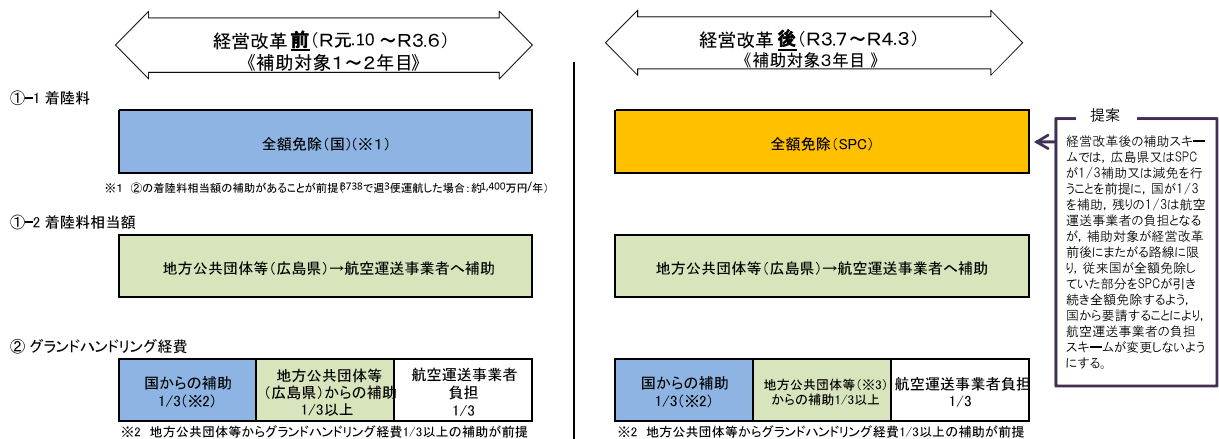 経営改革前(R元.10 ～R3.6)
《補助対象1～2年目》
経営改革後(R3.7～R4.3)
《補助対象3年目 》
①-1 着陸料
全額免除(国)(※1)
全額免除(SPC)
※1 ②の着陸料相当額の補助があることが前提B738で週3便運航した場合：約1,400万円/年)
①-2 着陸料相当額
地方公共団体等(広島県)→航空運送事業者へ補助
地方公共団体等(広島県)→航空運送事業者へ補助
② グランドハンドリング経費
国からの補助
1/3(※2)
地方公共団体等
(広島県)からの補助
1/3以上
航空運送事業者
負担
1/3
国からの補助
1/3(※2)
地方公共団体等(※3)
からの補助1/3以上
航空運送事業者負担
1/3
※2 地方公共団体等からグランドハンドリング経費1/3以上の補助が前提
※2 地方公共団体等からグランドハンドリング経費1/3以上の補助が前提
提案
経営改革後の補助スキー
ムでは，広島県又はSPC
が1/3補助又は減免を行
うことを前提に，国が1/3
を補助，残りの1/3は航空
運送事業者の負担となる
が，補助対象が経営改革
前後にまたがる路線に限
り，従来国が全額免除し
ていた部分をSPCが引き
続き全額免除するよう，
国から要請することにより，
航空運送事業者の負担
スキームが変更しないよう
にする。